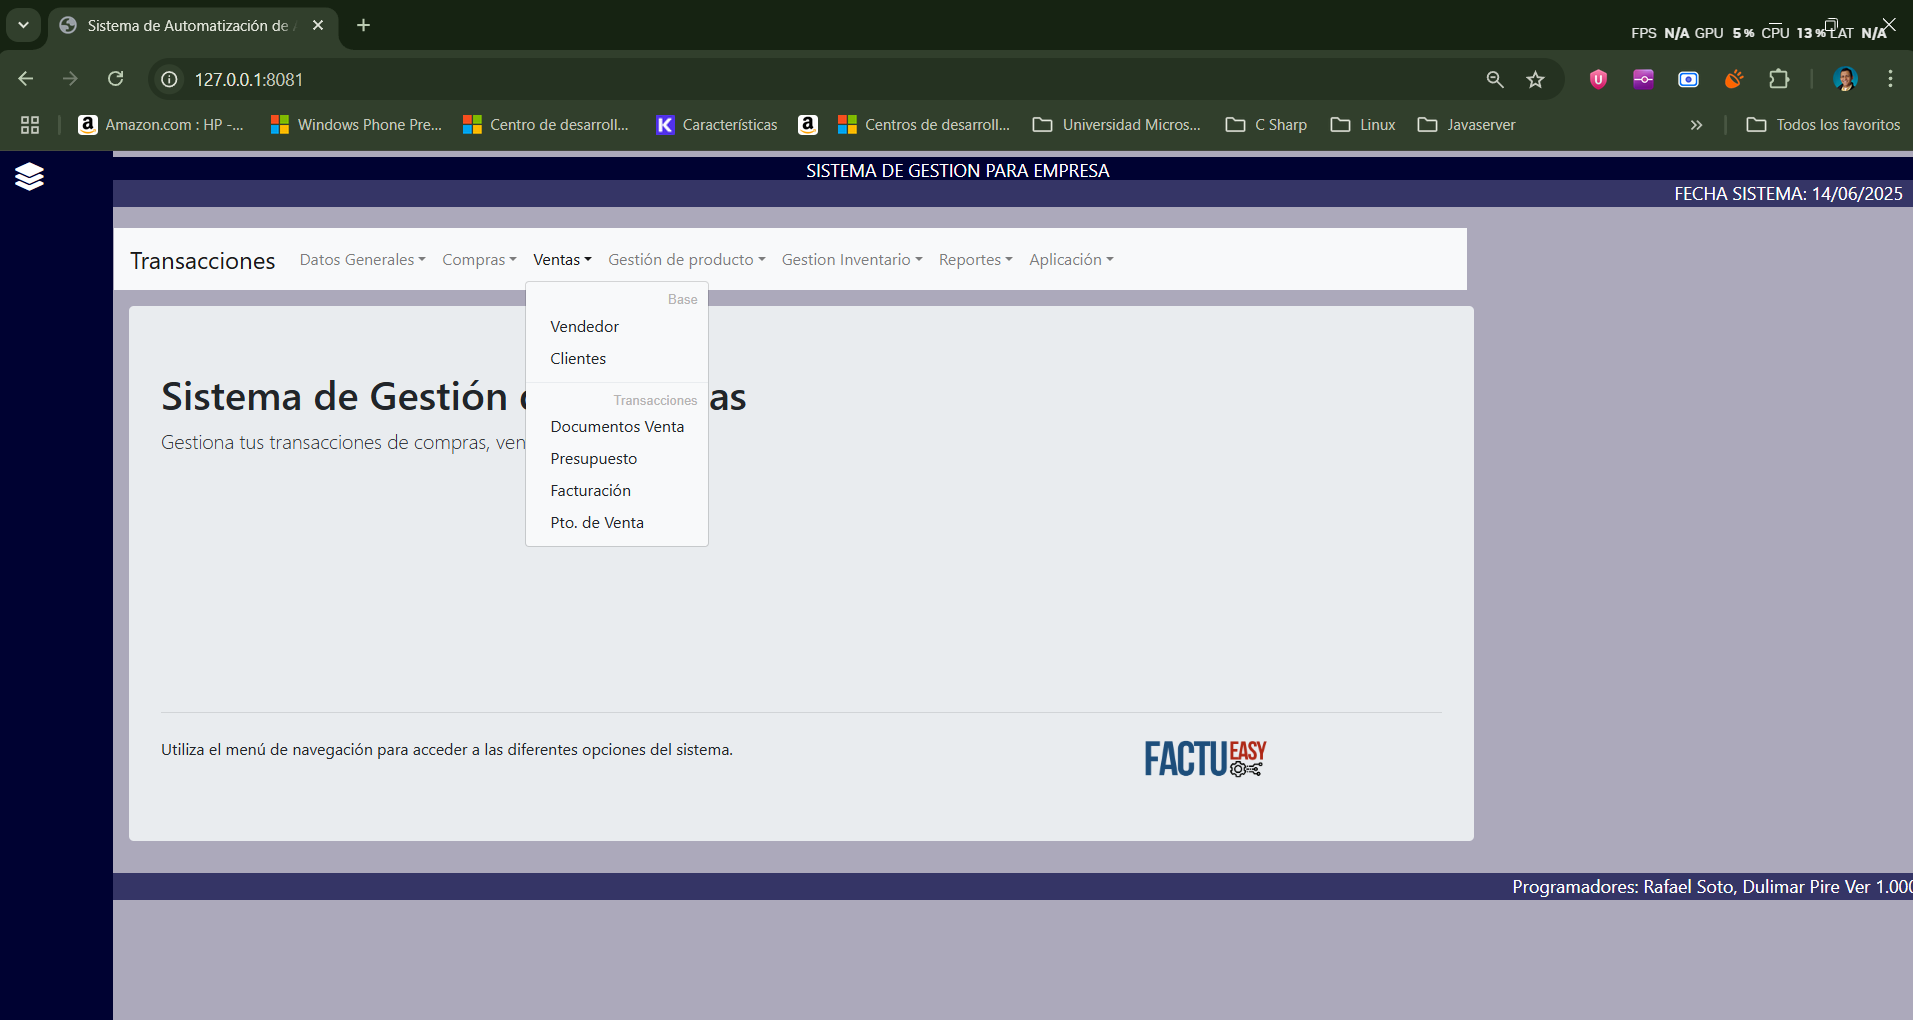 Sistema de Automatización de
FPS N/A GPU 5% CPU 13% LAT N/A
127.0.0.1:8081
Amazon.com : HP -... Windows Phone Pre... Centro de desarroll... K Características Centros de desarroll... Universidad Micros... C Sharp Linux Javaserver » Todos los favoritos
SISTEMA DE GESTION PARA EMPRESA
FECHA SISTEMA: 14/06/2025
Transacciones Datos Generales Compras Ventas Gestión de producto Gestion Inventario Reportes Aplicación
Base
Vendedor
Clientes
Transacciones
Documentos Venta
Presupuesto
Facturación
Pto. de Venta
Sistema de Gestión as
Gestiona tus transacciones de compras, ven
Utiliza el menú de navegación para acceder a las diferentes opciones del sistema.
FACTU EASY
Programadores: Rafael Soto, Dulimar Pire Ver 1.000